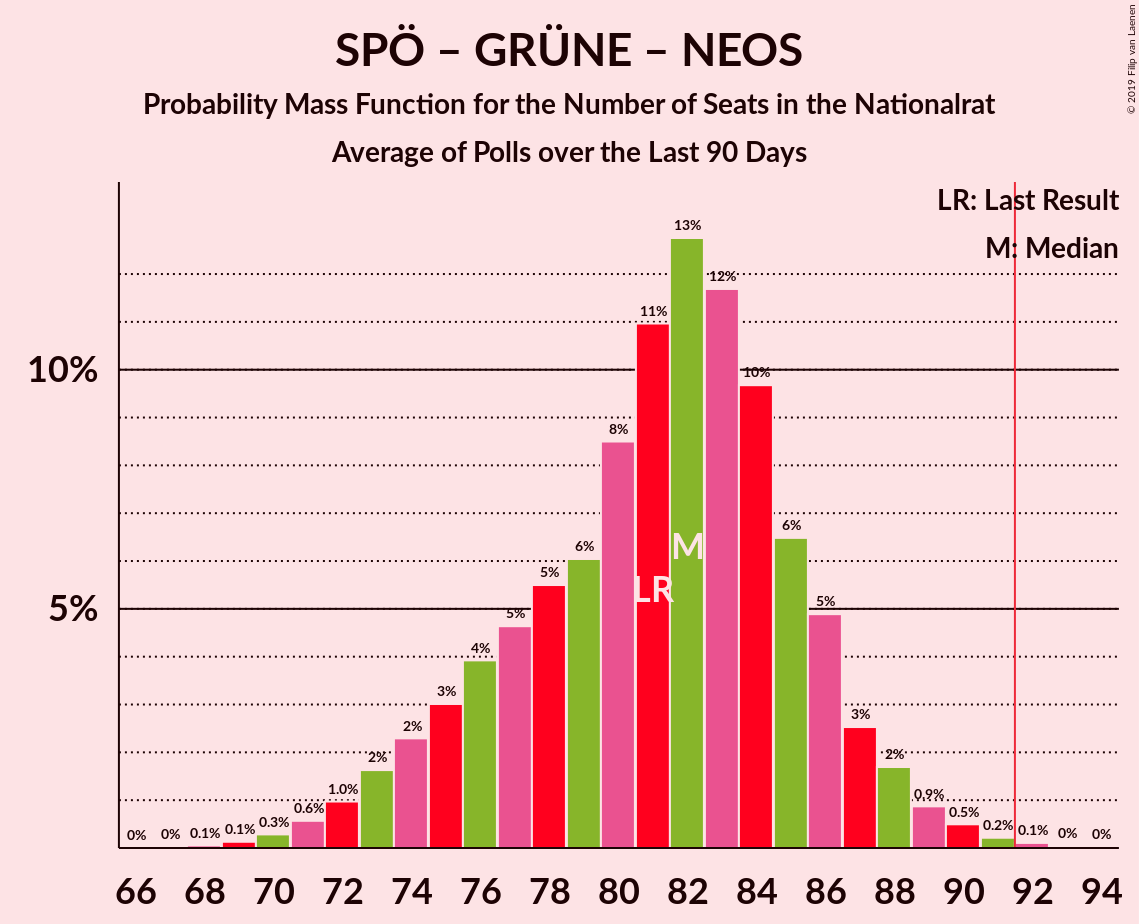 SPÖ – GRÜNE – NEOS
Probability Mass Function for the Number of Seats in the Nationalrat
Average of Polls over the Last 90 Days
© 2019 Filip van Laenen
LR: Last Result
M: Median
10%
5%
0% 0% 0.1% 0.1% 0.3% 0.6% 1.0% 2% 2% 3% 4% 5% 5% 6% 8% 11% 13% 12% 10% 6% 5% 3% 2% 0.9% 0.5% 0.2% 0.1% 0% 0%
M
LR
66 68 70 72 74 76 78 80 82 84 86 88 90 92 94